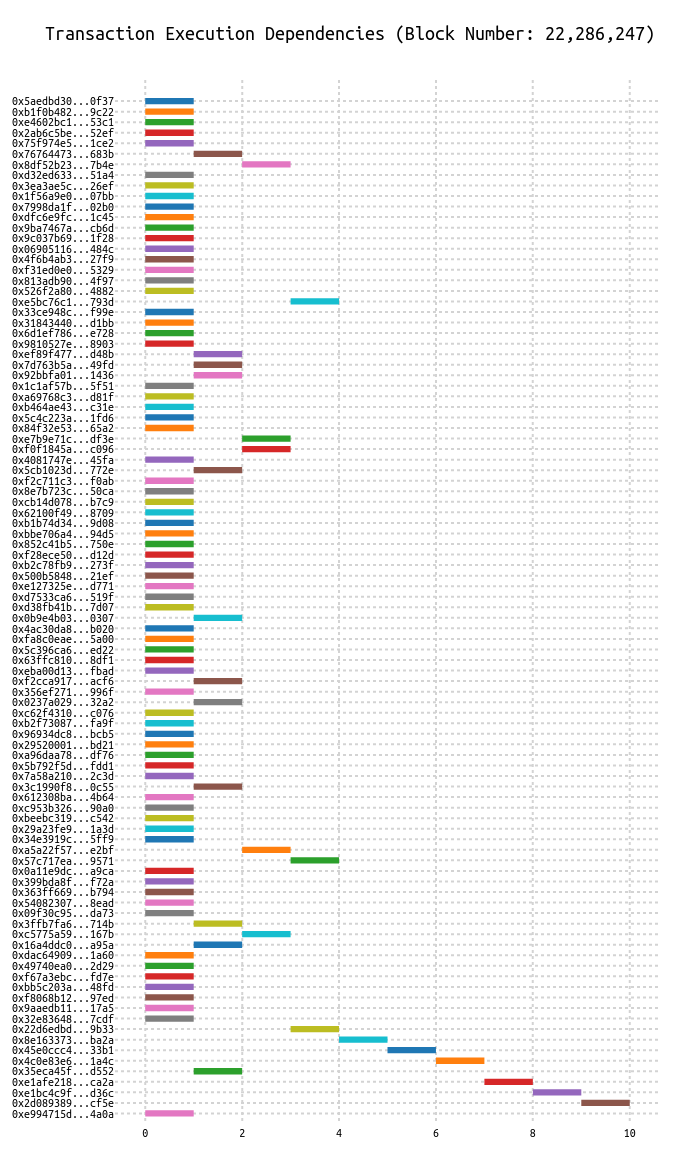 Transaction Execution Dependencies (Block Number: 22,286,247)
0x5aedbd30...0f37
0xb1f0b482...9c22
0xe4602bc1...53c1
0x2ab6c5be...52ef
0x75f974e5...1ce2
0x76764473...683b
0x8df52b23...7b4e
0xd32ed633...51a4
0x3ea3ae5c...26ef
0x1f56a9e0...07bb
0x7998da1f...02b0
0xdfc6e9fc...1c45
0x9ba7467a...cb6d
0x9c037b69...1f28
0x06905116...484c
0x4f6b4ab3...27f9
0xf31ed0e0...5329
0x813adb90...4f97
0x526f2a80...4882
0xe5bc76c1...793d
0x33ce948c...f99e
0x31843440...d1bb
0x6d1ef786...e728
0x9810527e...8903
0xef89f477...d48b
0x7d763b5a...49fd
0x92bbfa01...1436
0x1c1af57b...5f51
0xa69768c3...d81f
0xb464ae43...c31e
0x5c4c223a...1fd6
0x84f32e53...65a2
0xe7b9e71c...df3e
0xf0f1845a...c096
0x4081747e...45fa
0x5cb1023d...772e
0xf2c711c3...f0ab
0x8e7b723c...50ca
0xcb14d078...b7c9
0x62100f49...8709
0xb1b74d34...9d08
0xbbe706a4...94d5
0x852c41b5...750e
0xf28ece50...d12d
0xb2c78fb9...273f
0x500b5848...21ef
0xe127325e...d771
0xd7533ca6...519f
0xd38fb41b...7d07
0x0b9e4b03...0307
0x4ac30da8...b020
0xfa8c0eae...5a00
0x5c396ca6...ed22
0x63ffc810...8df1
0xeba00d13...fbad
0xf2cca917...acf6
0x356ef271...996f
0x0237a029...32a2
0xc62f4310...c076
0xb2f73087...fa9f
0x96934dc8...bcb5
0x29520001...bd21
0xa96daa78...df76
0x5b792f5d...fdd1
0x7a58a210...2c3d
0x3c1990f8...0c55
0x612308ba...4b64
0xc953b326...90a0
0xbeebc319...c542
0x29a23fe9...1a3d
0x34e3919c...5ff9
0xa5a22f57...e2bf
0x57c717ea...9571
0x0a11e9dc...a9ca
0x399bda8f...f72a
0x363ff669...b794
0x54082307...8ead
0x09f30c95...da73
0x3ffb7fa6...714b
0xc5775a59...167b
0x16a4ddc0...a95a
0xdac64909...1a60
0x49740ea0...2d29
0xf67a3ebc...fd7e
0xbb5c203a...48fd
0xf8068b12...97ed
0x9aaedb11...17a5
0x32e83648...7cdf
0x22d6edbd...9b33
0x8e163373...ba2a
0x45e0ccc4...33b1
0x4c0e83e6...1a4c
0x35eca45f...d552
0xe1afe218...ca2a
0xe1bc4c9f...d36c
0x2d089389...cf5e
0xe994715d...4a0a
0 2 4 6 8 10